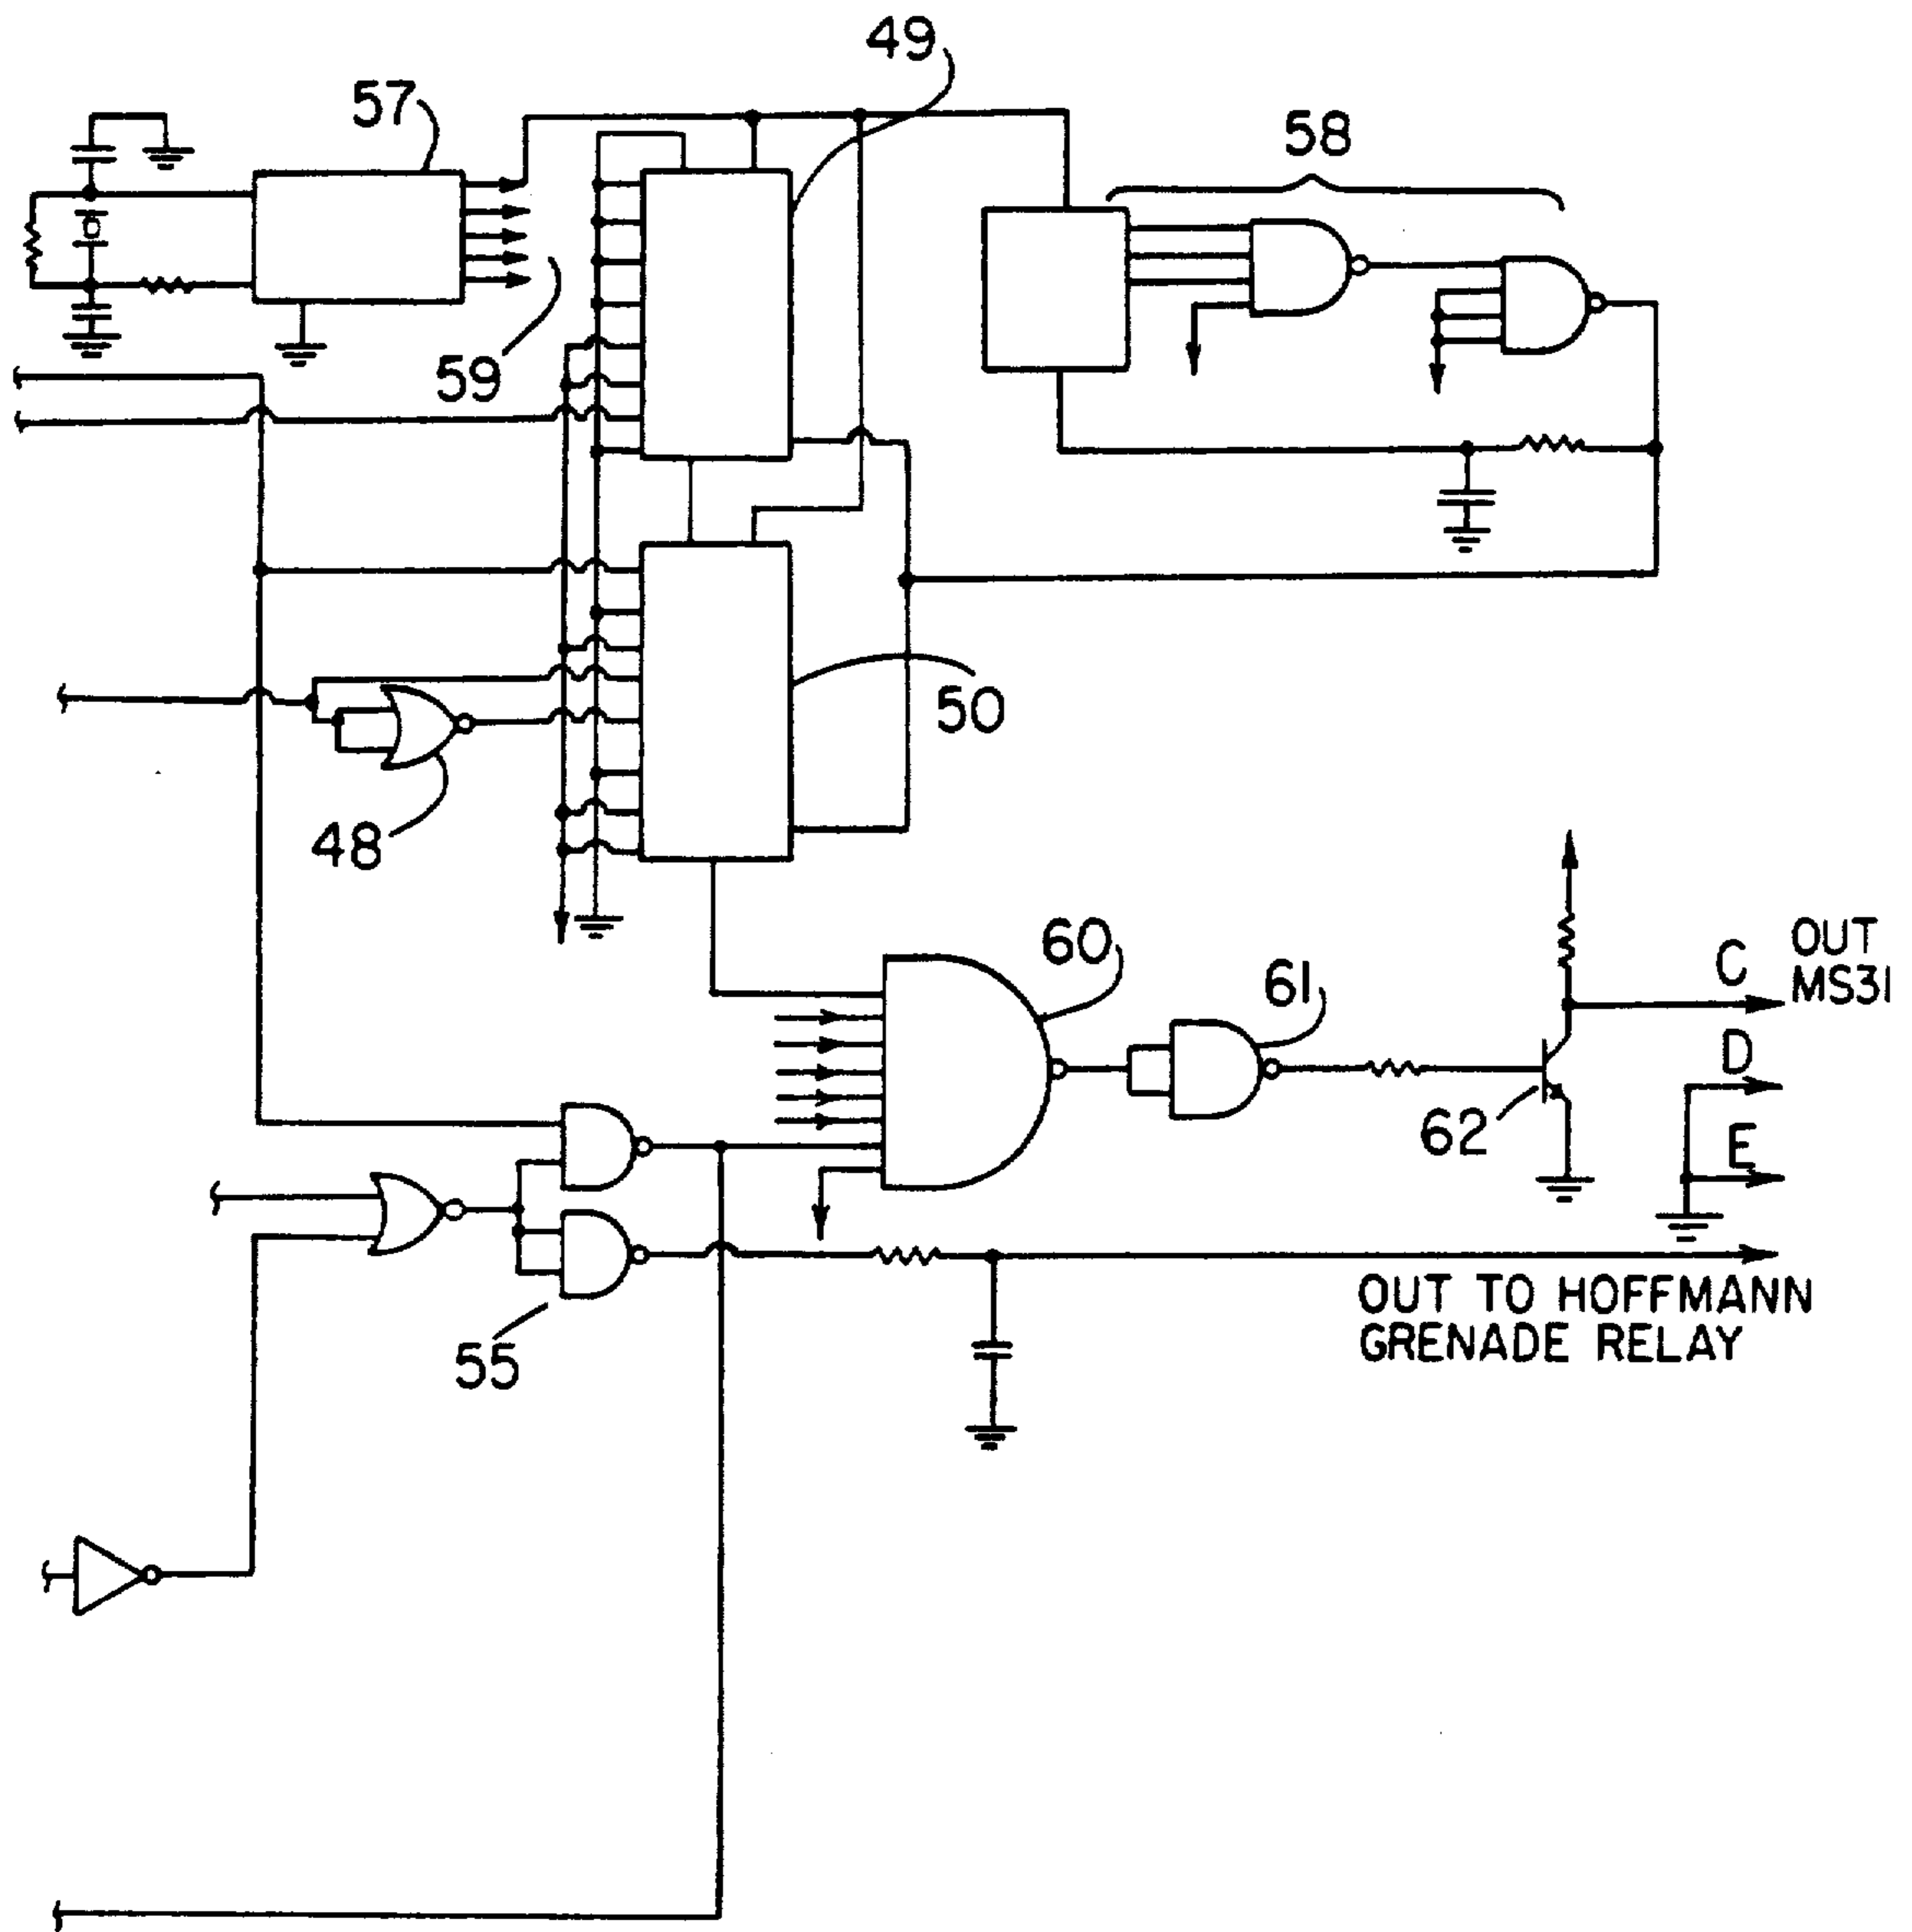 49
57
58
59
50
48
60
61
C
OUT
MS31
D
62
E
OUT TO HOFFMANN
GRENADE RELAY
55